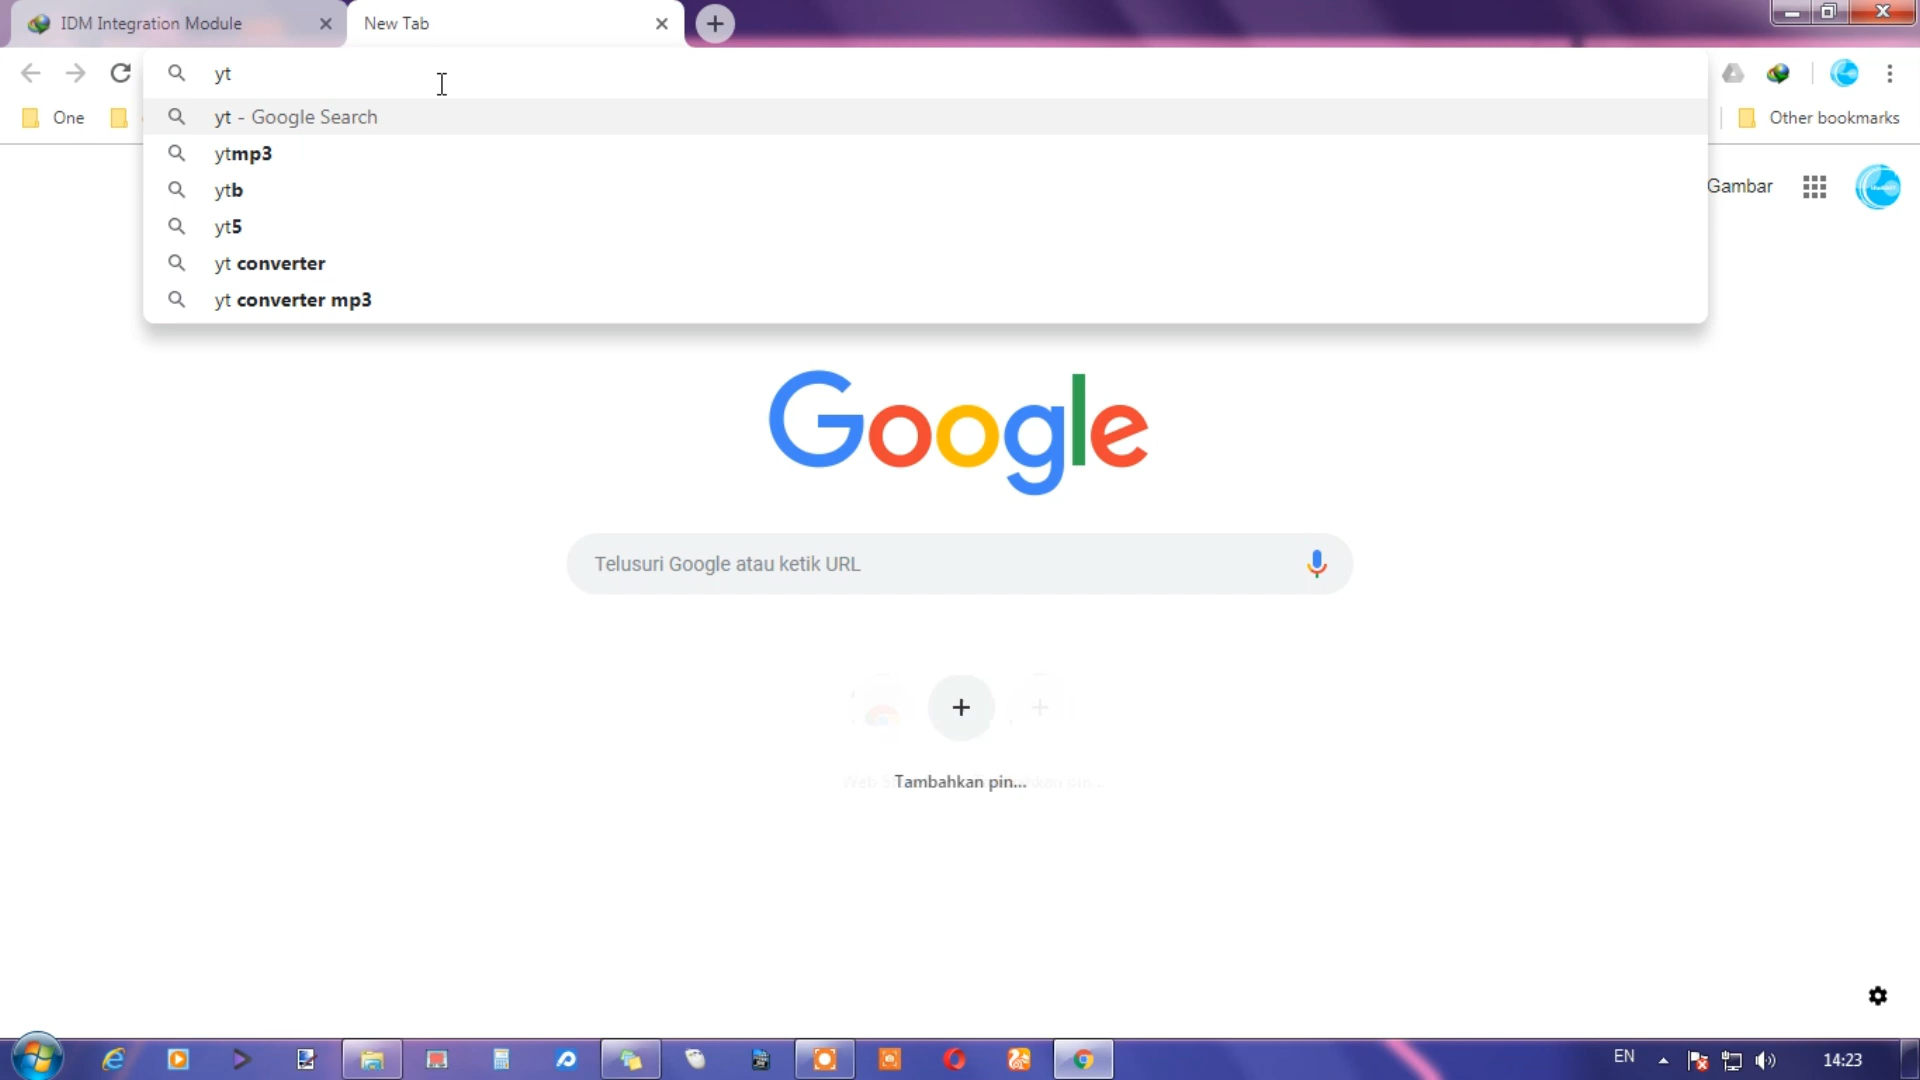 IDM Integration Module
New Tab
yt
One
Other bookmarks
yt - Google Search
ytmp3
ytb
yt5
yt converter
yt converter mp3
Gambar
Google
Telusuri Google atau ketik URL
Tambahkan pin...
EN
14:23